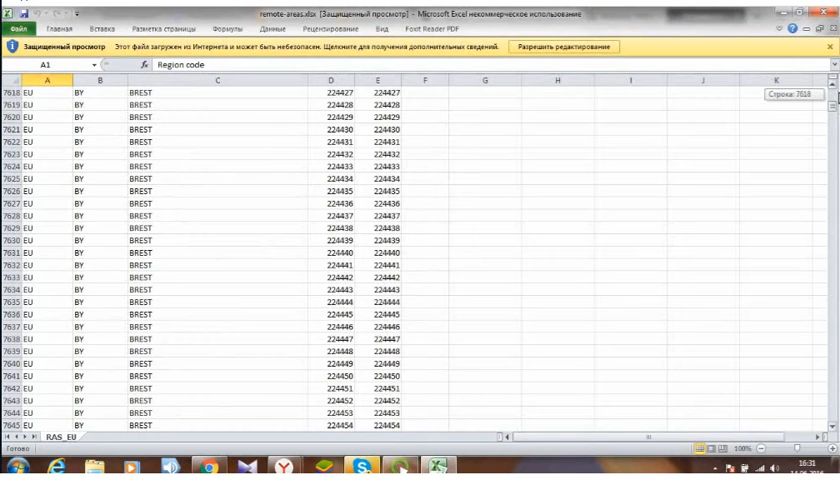 remote-areas.xlsx [Защищенный просмотр] - Microsoft Excel некоммерческое использование
Файл Главная Вставка Разметка страницы Формулы Данные Рецензирование Вид Foxit Reader PDF
Защищенный просмотр Этот файл загружен из Интернета и может быть небезопасен. Щелкните для получения дополнительных сведений. Разрешить редактирование
A1 fx Region code
A B C D E F G H I J K
7618 EU BY BREST 224427 224427 Строка: 7618
7619 EU BY BREST 224428 224428
7620 EU BY BREST 224429 224429
7621 EU BY BREST 224430 224430
7622 EU BY BREST 224431 224431
7623 EU BY BREST 224432 224432
7624 EU BY BREST 224433 224433
7625 EU BY BREST 224434 224434
7626 EU BY BREST 224435 224435
7627 EU BY BREST 224436 224436
7628 EU BY BREST 224437 224437
7629 EU BY BREST 224438 224438
7630 EU BY BREST 224439 224439
7631 EU BY BREST 224440 224440
7632 EU BY BREST 224441 224441
7633 EU BY BREST 224442 224442
7634 EU BY BREST 224443 224443
7635 EU BY BREST 224444 224444
7636 EU BY BREST 224445 224445
7637 EU BY BREST 224446 224446
7638 EU BY BREST 224447 224447
7639 EU BY BREST 224448 224448
7640 EU BY BREST 224449 224449
7641 EU BY BREST 224450 224450
7642 EU BY BREST 224451 224451
7643 EU BY BREST 224452 224452
7644 EU BY BREST 224453 224453
7645 EU BY BREST 224454 224454
RAS_EU
Готово 100%
16:31